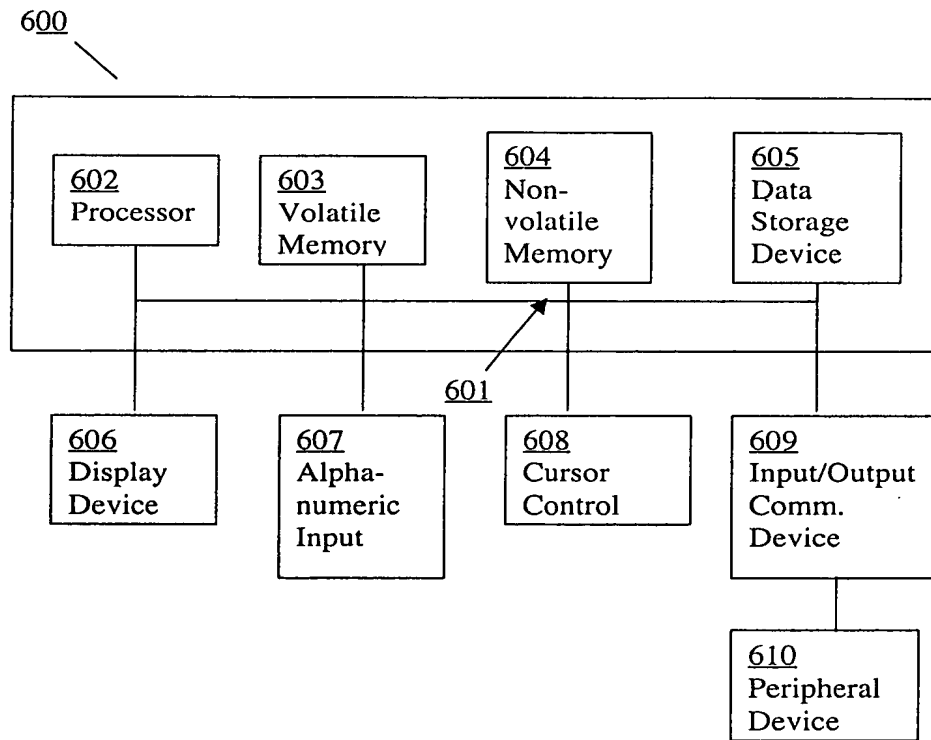 600
602
Processor
603
Volatile
Memory
604
Non-
volatile
Memory
605
Data
Storage
Device
601
606
Display
Device
607
Alpha-
numeric
Input
608
Cursor
Control
609
Input/Output
Comm.
Device
610
Peripheral
Device